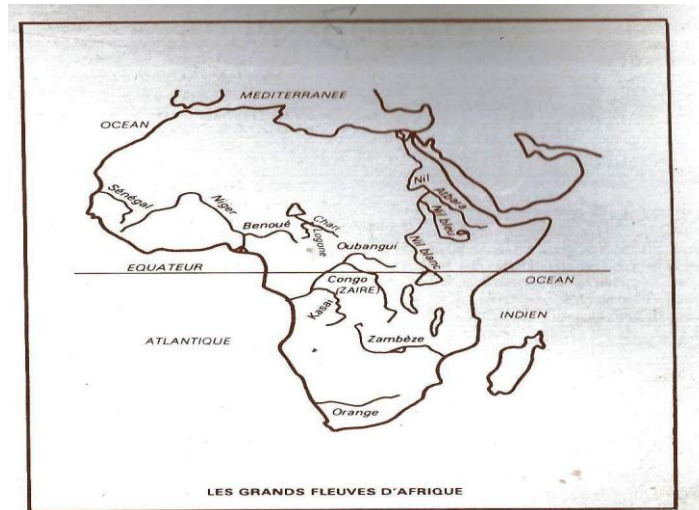 MEDITERRANEE
OCEAN
Nil
Atbara
Sénégal
Niger
Nil bleu
Chari
Logone
Benoué
Nil blanc
Oubangui
EQUATEUR
Congo
(ZAIRE)
OCEAN
Kasaï
INDIEN
ATLANTIQUE
Zambèze
Orange
LES GRANDS FLEUVES D'AFRIQUE